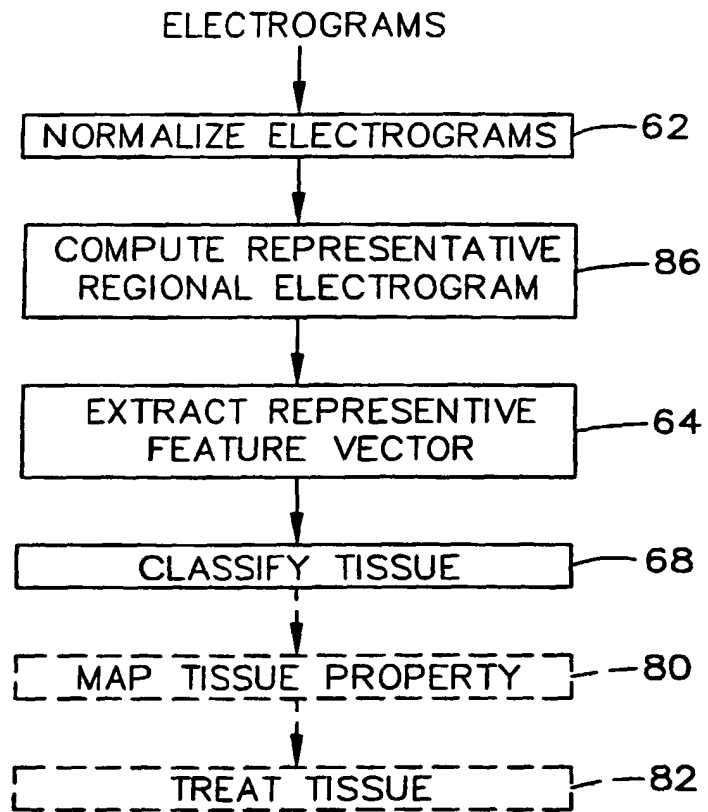 ELECTROGRAMS
NORMALIZE ELECTROGRAMS 62
COMPUTE REPRESENTATIVE
REGIONAL ELECTROGRAM 86
EXTRACT REPRESENTIVE
FEATURE VECTOR 64
CLASSIFY TISSUE 68
MAP TISSUE PROPERTY 80
TREAT TISSUE 82